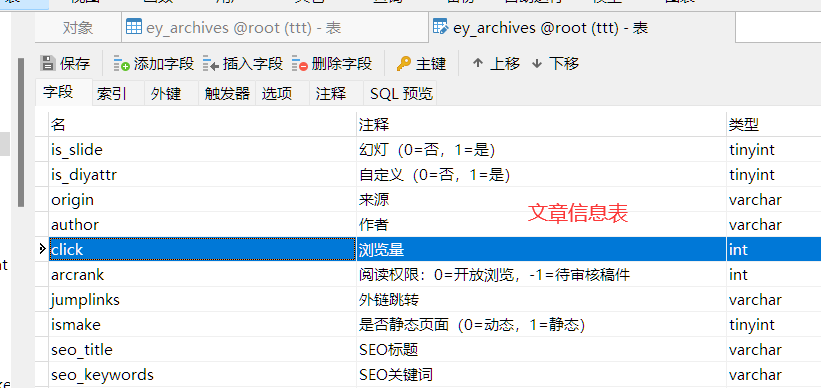 对象 ey_archives @root (ttt) - 表 ey_archives @root (ttt) - 表
保存 添加字段 插入字段 删除字段 主键 上移 下移
字段 索引 外键 触发器 选项 注释 SQL 预览
名 注释 类型
is_slide 幻灯（0=否，1=是） tinyint
is_diyattr 自定义（0=否，1=是） tinyint
origin 来源 varchar
文章信息表
author 作者 varchar
click 浏览量 int
arcrank 阅读权限：0=开放浏览，-1=待审核稿件 int
jumplinks 外链跳转 varchar
ismake 是否静态页面（0=动态，1=静态） tinyint
seo_title SEO标题 varchar
seo_keywords SEO关键词 varchar